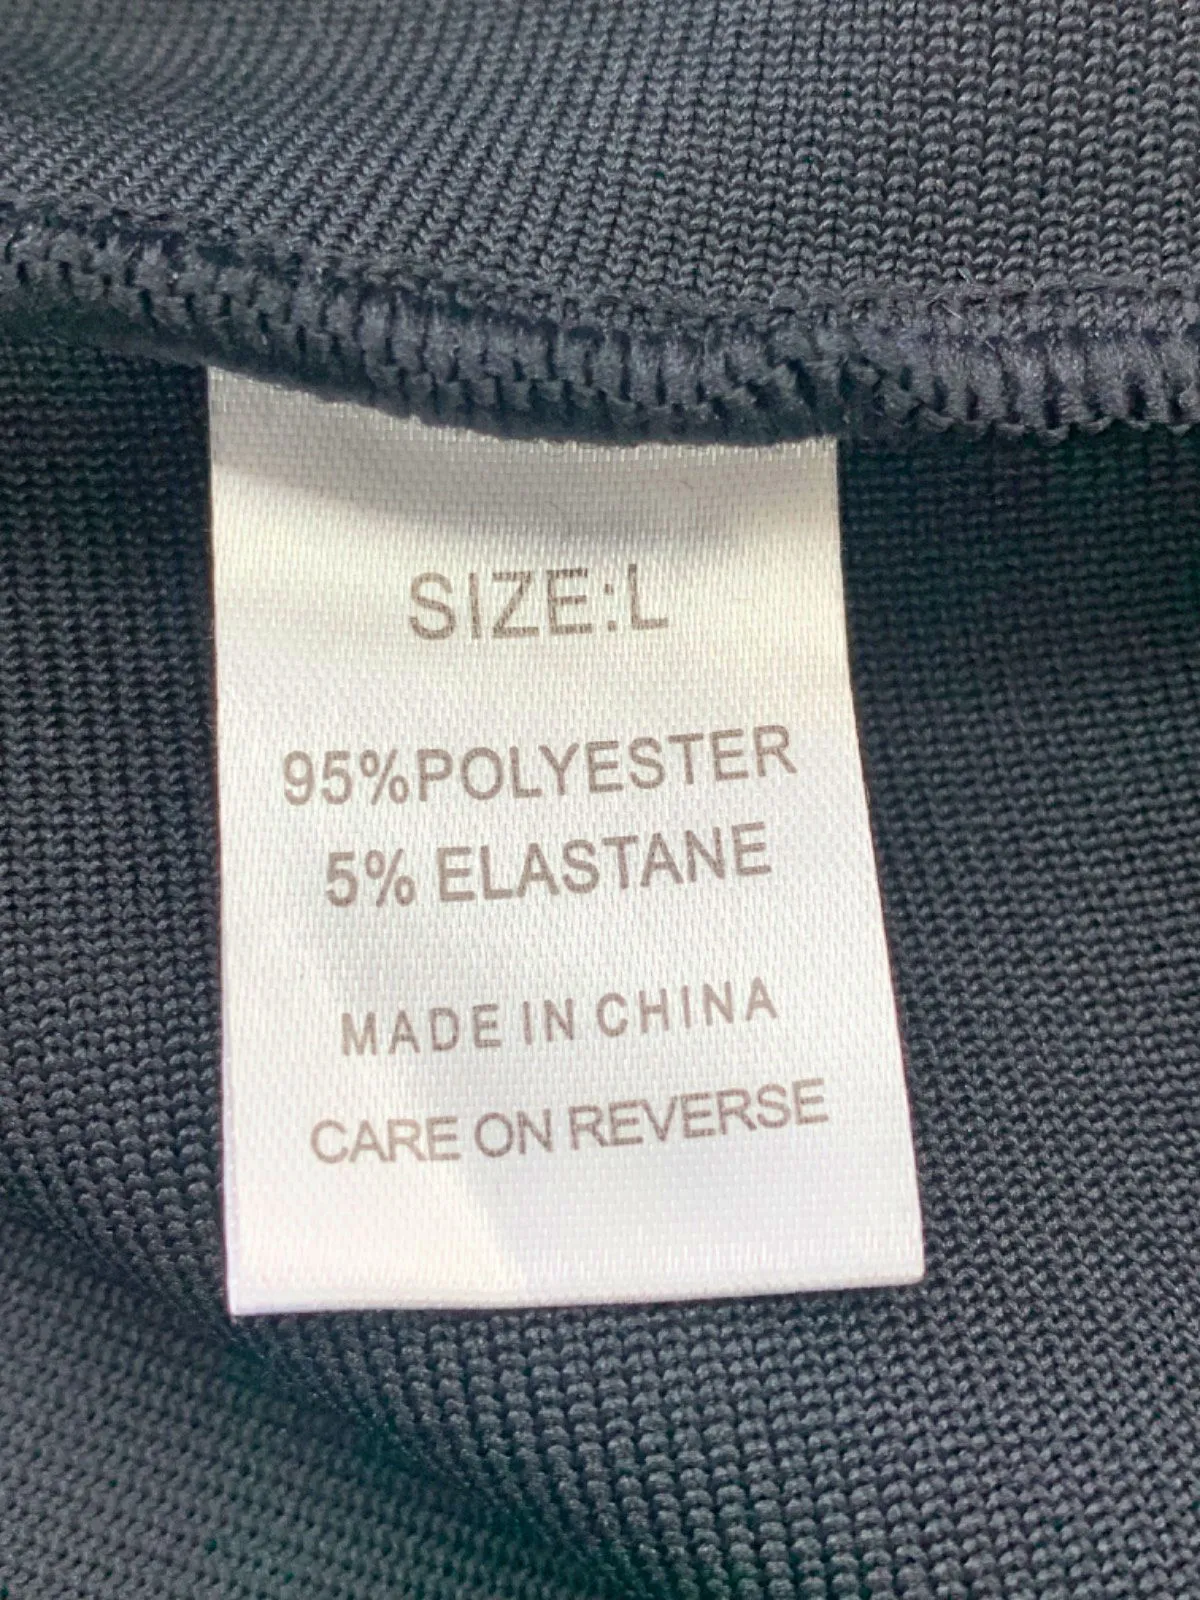 SIZE:L
95%POLYESTER
5% ELASTANE
MADE IN CHINA
CARE ON REVERSE